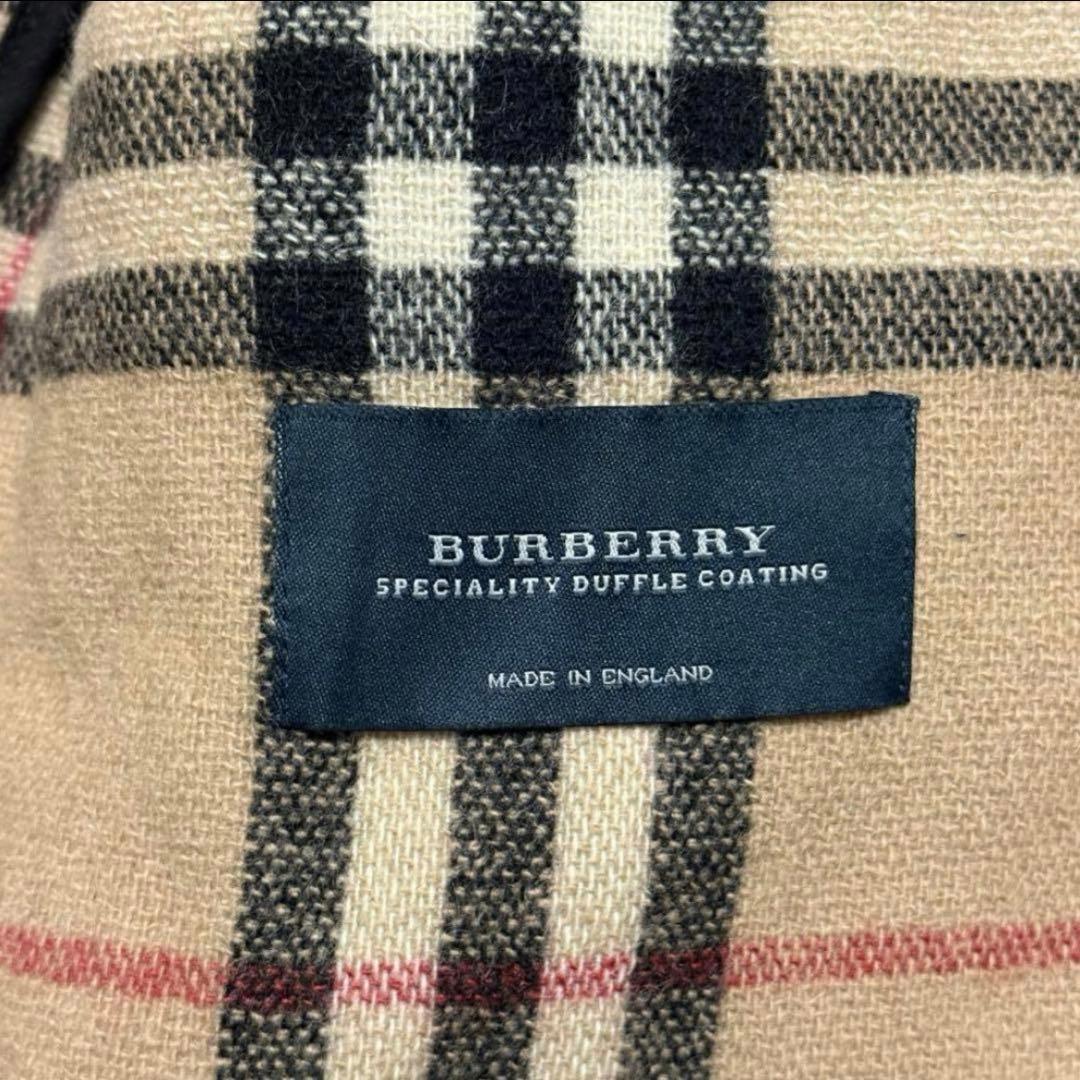 BURBERRY
SPECIALITY DUFFLE COATING
MADE IN ENGLAND